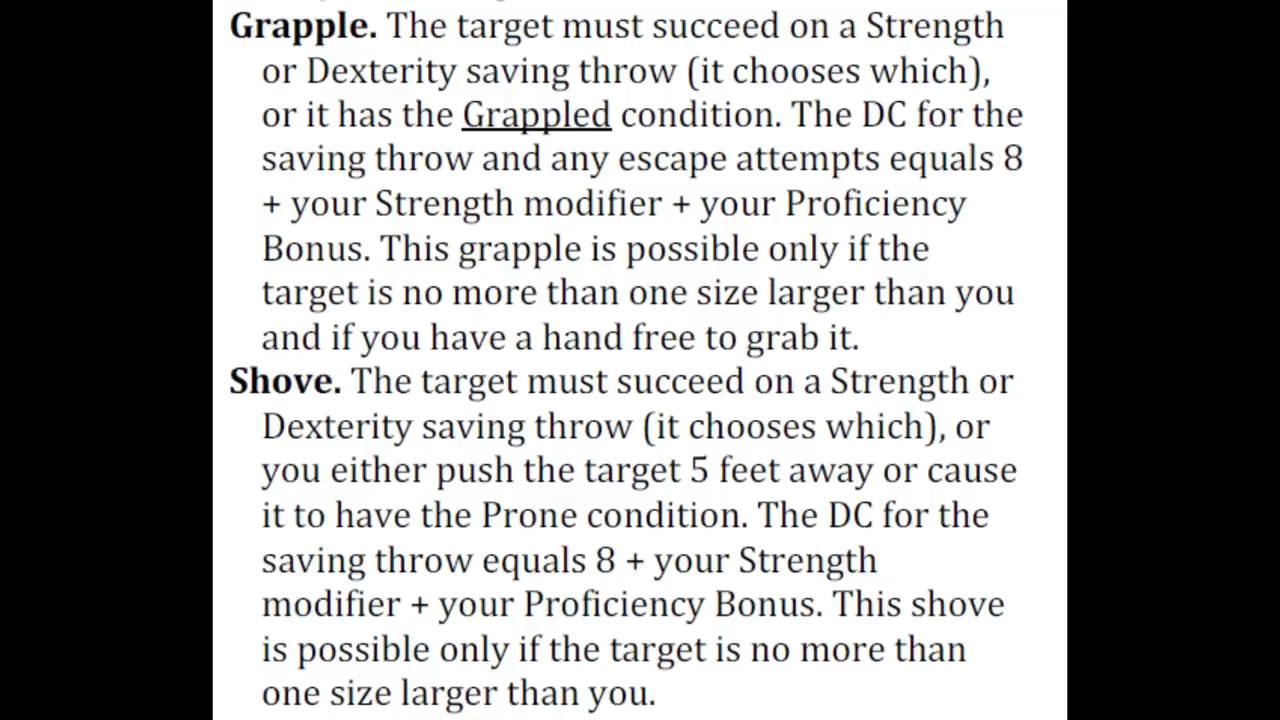 Grapple. The target must succeed on a Strength
or Dexterity saving throw (it chooses which),
or it has the Grappled condition. The DC for the
saving throw and any escape attempts equals 8
+ your Strength modifier + your Proficiency
Bonus. This grapple is possible only if the
target is no more than one size larger than you
and if you have a hand free to grab it.
Shove. The target must succeed on a Strength or
Dexterity saving throw (it chooses which), or
you either push the target 5 feet away or cause
it to have the Prone condition. The DC for the
saving throw equals 8 + your Strength
modifier + your Proficiency Bonus. This shove
is possible only if the target is no more than
one size larger than you.